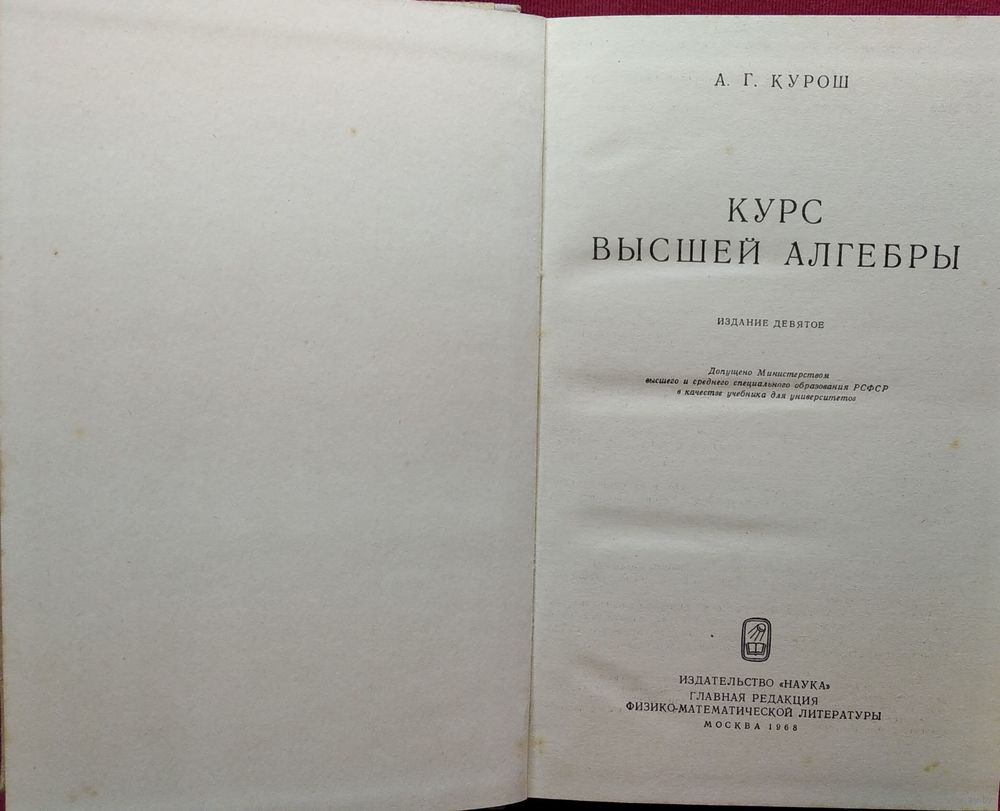 А. Г. КУРОШ
КУРС
ВЫСШЕЙ АЛГЕБРЫ
ИЗДАНИЕ ДЕВЯТОЕ
Допущено Министерством
высшего и среднего специального образования РСФСР
в качестве учебника для университетов
ИЗДАТЕЛЬСТВО «НАУКА»
ГЛАВНАЯ РЕДАКЦИЯ
ФИЗИКО-МАТЕМАТИЧЕСКОЙ ЛИТЕРАТУРЫ
МОСКВА 1968